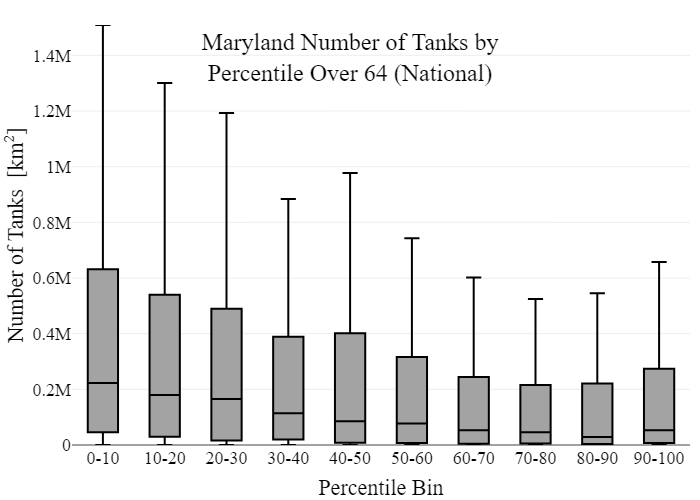 Maryland Number of Tanks by
Percentile Over 64 (National)
Number of Tanks [km²]
1.4M
1.2M
1M
0.8M
0.6M
0.4M
0.2M
0
0-10 10-20 20-30 30-40 40-50 50-60 60-70 70-80 80-90 90-100
Percentile Bin